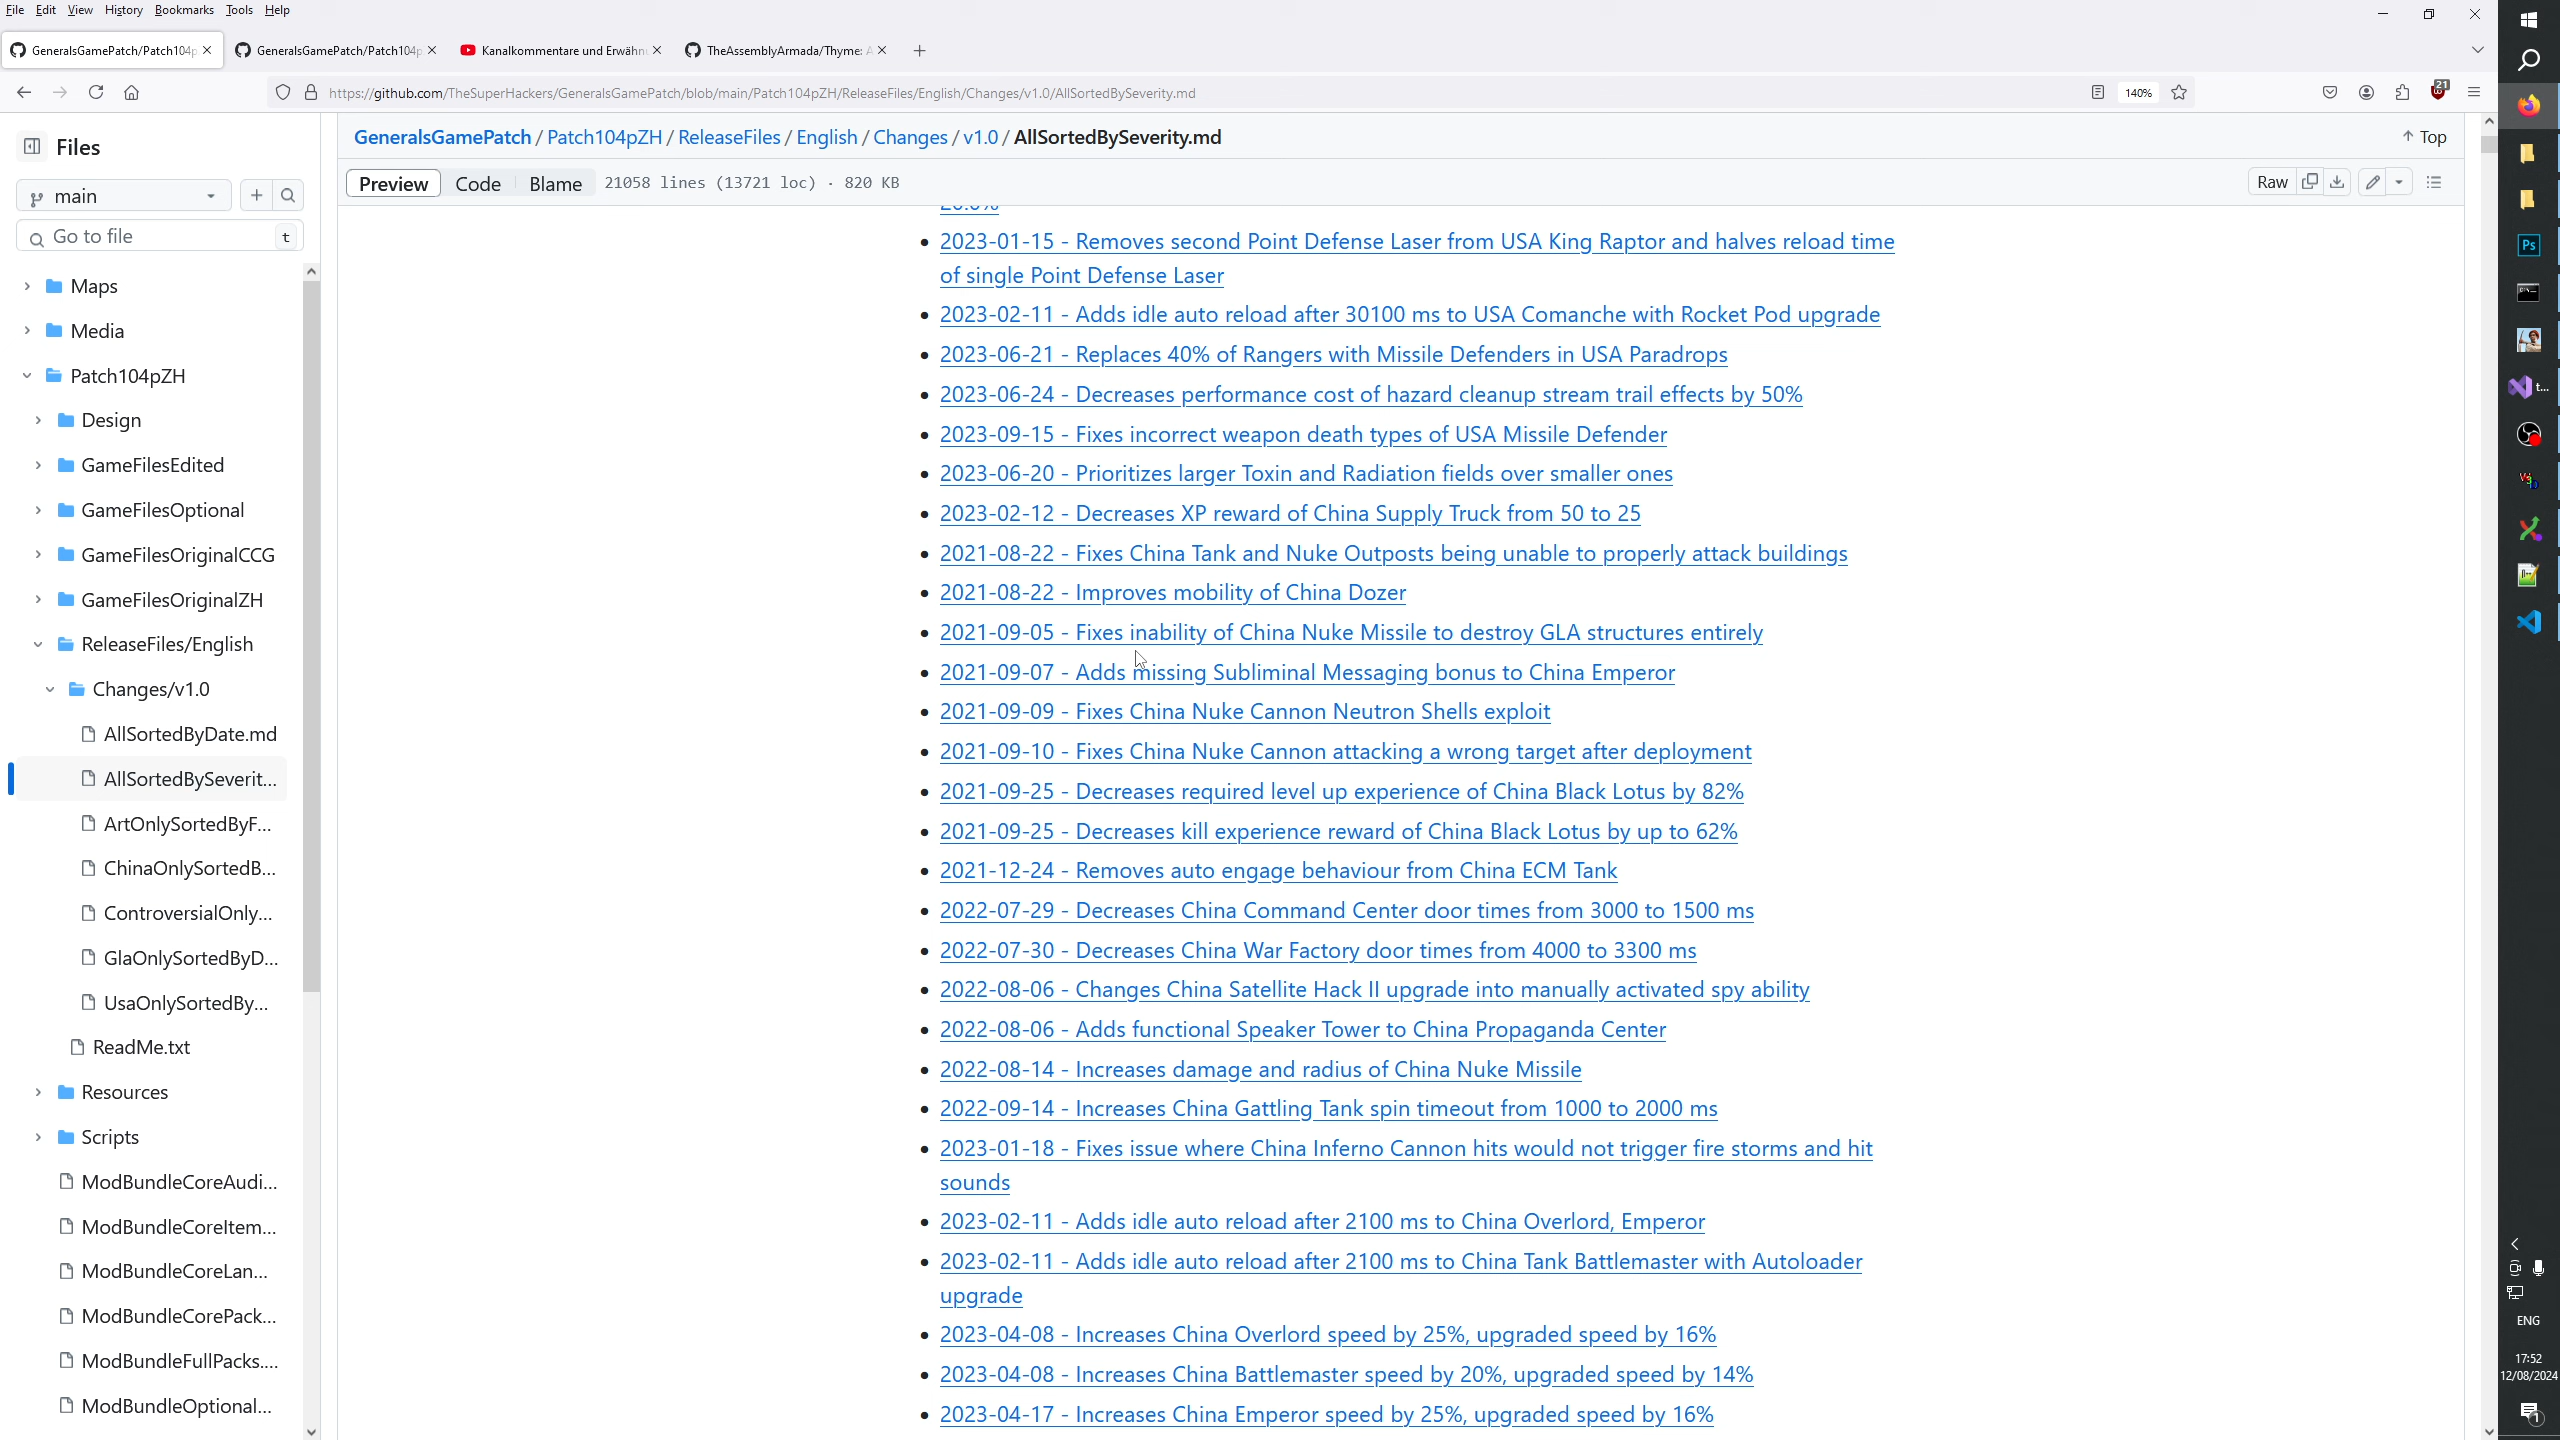 File Edit View History Bookmarks Tools Help
GeneralsGamePatch/Patch104p
GeneralsGamePatch/Patch104p
Kanalkommentare und Erwähn
TheAssemblyArmada/Thyme: A
https://github.com/TheSuperHackers/GeneralsGamePatch/blob/main/Patch104pZH/ReleaseFiles/English/Changes/v1.0/AllSortedBySeverity.md
140%
21
Files
GeneralsGamePatch / Patch104pZH / ReleaseFiles / English / Changes / v1.0 / AllSortedBySeverity.md
Top
main
Preview Code Blame 21058 lines (13721 loc) · 820 KB
Raw
Go to file
t
Maps
Media
Patch104pZH
Design
GameFilesEdited
GameFilesOptional
GameFilesOriginalCCG
GameFilesOriginalZH
ReleaseFiles/English
Changes/v1.0
AllSortedByDate.md
AllSortedBySeverit...
ArtOnlySortedByF...
ChinaOnlySortedB...
ControversialOnly...
GlaOnlySortedByD...
UsaOnlySortedBy...
ReadMe.txt
Resources
Scripts
ModBundleCoreAudi...
ModBundleCoreItem...
ModBundleCoreLan...
ModBundleCorePack...
ModBundleFullPacks....
ModBundleOptional...
2023-01-15 - Removes second Point Defense Laser from USA King Raptor and halves reload time
of single Point Defense Laser
2023-02-11 - Adds idle auto reload after 30100 ms to USA Comanche with Rocket Pod upgrade
2023-06-21 - Replaces 40% of Rangers with Missile Defenders in USA Paradrops
2023-06-24 - Decreases performance cost of hazard cleanup stream trail effects by 50%
2023-09-15 - Fixes incorrect weapon death types of USA Missile Defender
2023-06-20 - Prioritizes larger Toxin and Radiation fields over smaller ones
2023-02-12 - Decreases XP reward of China Supply Truck from 50 to 25
2021-08-22 - Fixes China Tank and Nuke Outposts being unable to properly attack buildings
2021-08-22 - Improves mobility of China Dozer
2021-09-05 - Fixes inability of China Nuke Missile to destroy GLA structures entirely
2021-09-07 - Adds missing Subliminal Messaging bonus to China Emperor
2021-09-09 - Fixes China Nuke Cannon Neutron Shells exploit
2021-09-10 - Fixes China Nuke Cannon attacking a wrong target after deployment
2021-09-25 - Decreases required level up experience of China Black Lotus by 82%
2021-09-25 - Decreases kill experience reward of China Black Lotus by up to 62%
2021-12-24 - Removes auto engage behaviour from China ECM Tank
2022-07-29 - Decreases China Command Center door times from 3000 to 1500 ms
2022-07-30 - Decreases China War Factory door times from 4000 to 3300 ms
2022-08-06 - Changes China Satellite Hack II upgrade into manually activated spy ability
2022-08-06 - Adds functional Speaker Tower to China Propaganda Center
2022-08-14 - Increases damage and radius of China Nuke Missile
2022-09-14 - Increases China Gattling Tank spin timeout from 1000 to 2000 ms
2023-01-18 - Fixes issue where China Inferno Cannon hits would not trigger fire storms and hit
sounds
2023-02-11 - Adds idle auto reload after 2100 ms to China Overlord, Emperor
2023-02-11 - Adds idle auto reload after 2100 ms to China Tank Battlemaster with Autoloader
upgrade
2023-04-08 - Increases China Overlord speed by 25%, upgraded speed by 16%
2023-04-08 - Increases China Battlemaster speed by 20%, upgraded speed by 14%
2023-04-17 - Increases China Emperor speed by 25%, upgraded speed by 16%
Ps
t...
ENG
17:52
12/08/2024
1